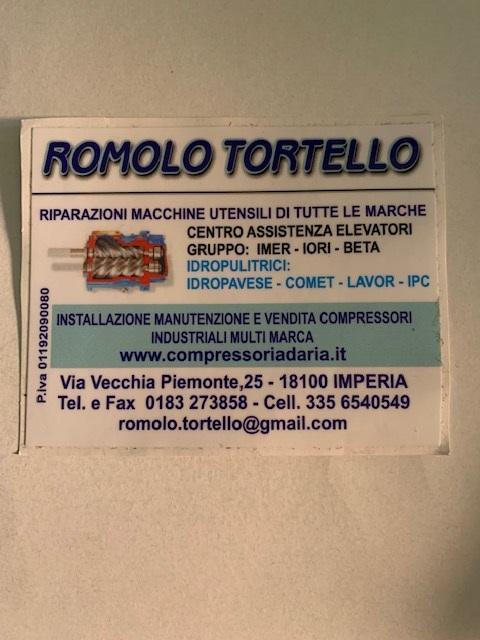 ROMOLO TORTELLO
RIPARAZIONI MACCHINE UTENSILI DI TUTTE LE MARCHE
CENTRO ASSISTENZA ELEVATORI
GRUPPO: IMER - IORI - BETA
IDROPULITRICI:
IDROPAVESE - COMET - LAVOR - IPC
P.iva 01192090080
INSTALLAZIONE MANUTENZIONE E VENDITA COMPRESSORI
INDUSTRIALI MULTI MARCA
www.compressoriadaria.it
Via Vecchia Piemonte,25 - 18100 IMPERIA
Tel. e Fax 0183 273858 - Cell. 335 6540549
romolo.tortello@gmail.com